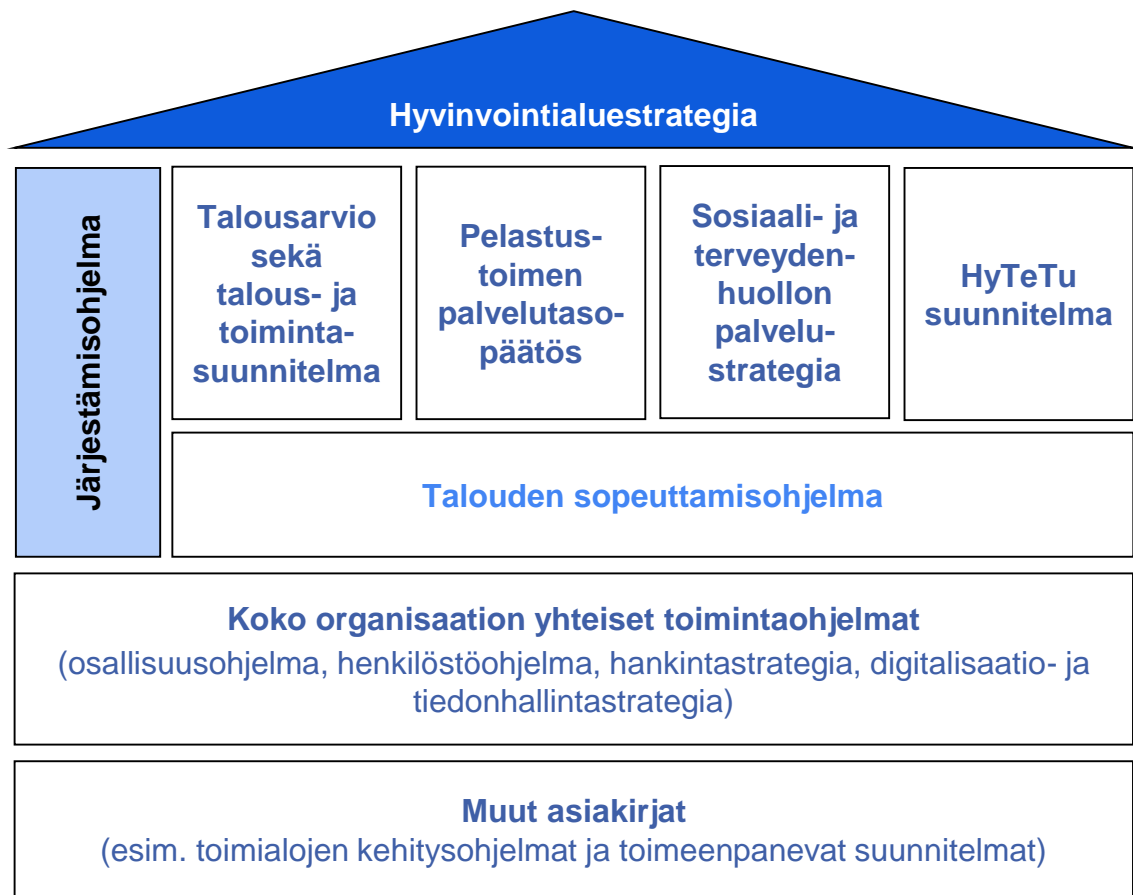 Hyvinvointialuestrategia
Järjestämisohjelma
Talousarvio
sekä
talous- ja
toiminta-
suunnitelma
Pelastus-
toimen
palvelutaso-
päätös
Sosiaali- ja
terveyden-
huollon
palvelu-
strategia
HyTeTu
suunnitelma
Talouden sopeuttamisohjelma
Koko organisaation yhteiset toimintaohjelmat
(osallisuusohjelma, henkilöstöohjelma, hankintastrategia, digitalisaatio- ja
tiedonhallintastrategia)
Muut asiakirjat
(esim. toimialojen kehitysohjelmat ja toimeenpanevat suunnitelmat)